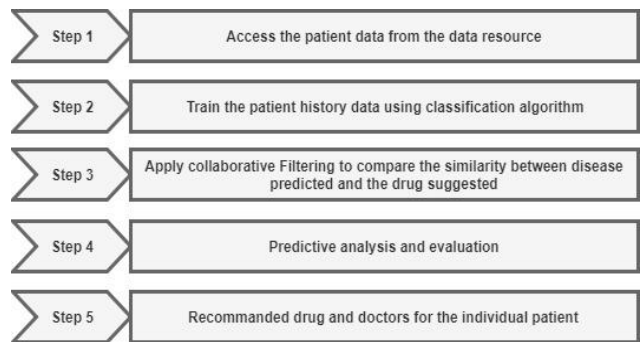 Step 1
Access the patient data from the data resource
Step 2
Train the patient history data using classification algorithm
Step 3
Apply collaborative Filtering to compare the similarity between disease
predicted and the drug suggested
Step 4
Predictive analysis and evaluation
Step 5
Recommanded drug and doctors for the individual patient